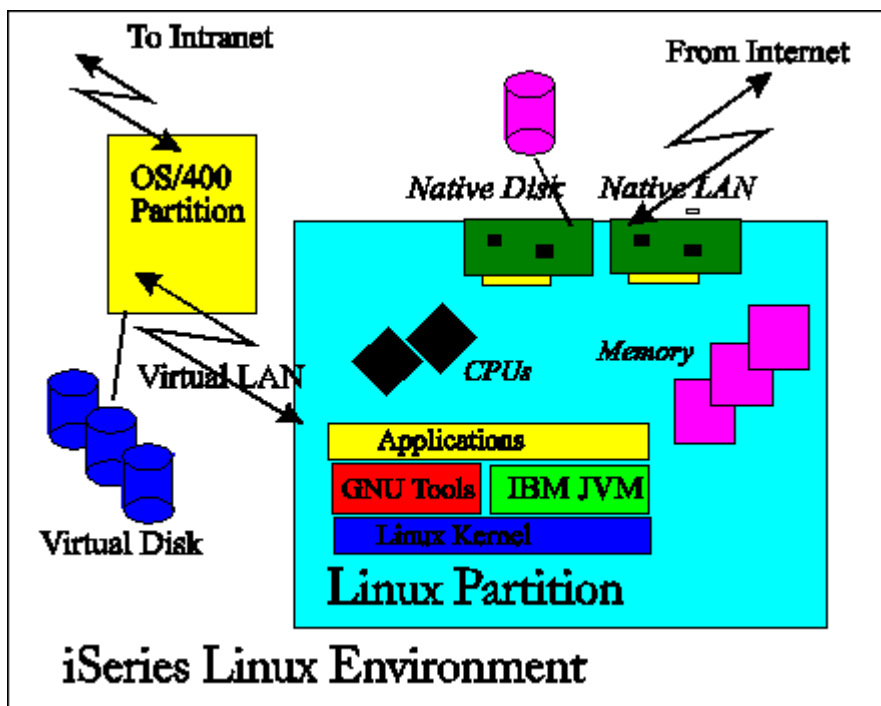 To Intranet
From Internet
OS/400
Partition
Native Disk
Native LAN
Virtual LAN
CPUs
Memory
Applications
GNU Tools
IBM JVM
Linux Kernel
Virtual Disk
Linux Partition
iSeries Linux Environment